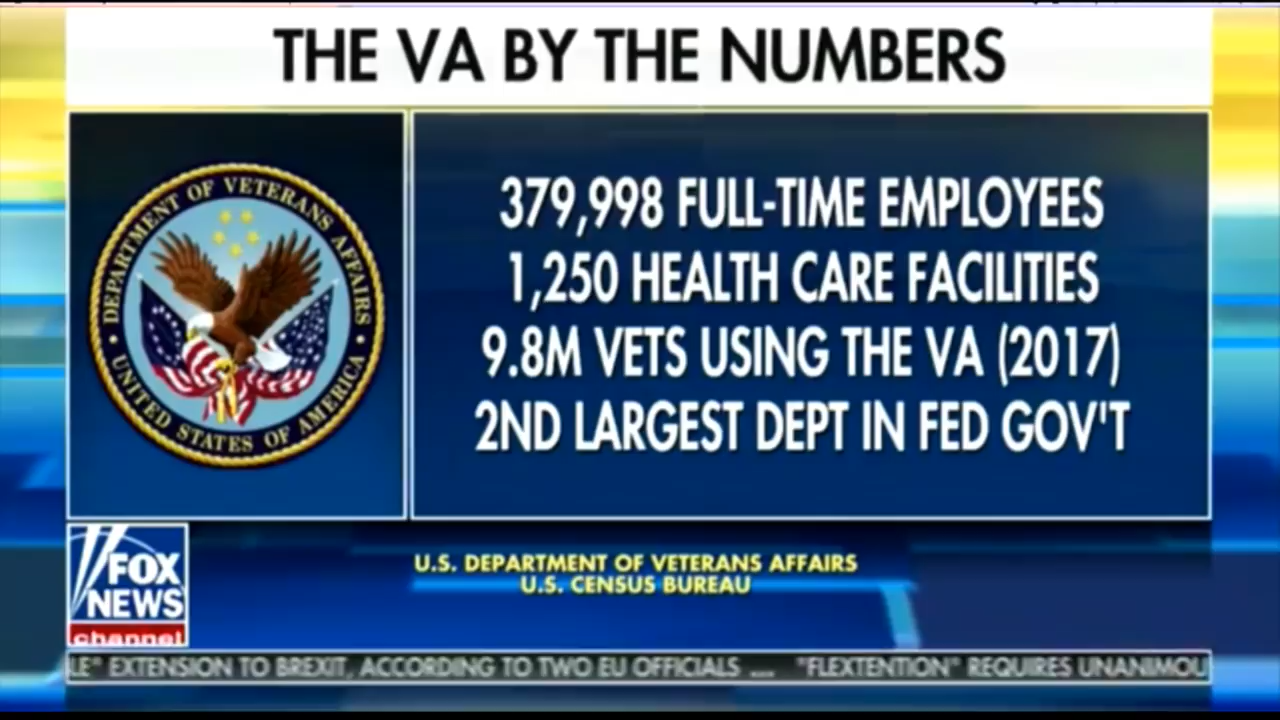 THE VA BY THE NUMBERS
DEPARTMENT OF VETERANS AFFAIRS
UNITED STATES OF AMERICA
379,998 FULL-TIME EMPLOYEES
1,250 HEALTH CARE FACILITIES
9.8M VETS USING THE VA (2017)
2ND LARGEST DEPT IN FED GOV'T
FOX
NEWS
channel
U.S. DEPARTMENT OF VETERANS AFFAIRS
U.S. CENSUS BUREAU
LE" EXTENSION TO BREXIT, ACCORDING TO TWO EU OFFICIALS .... "FLEXTENTION" REQUIRES UNANIMOU